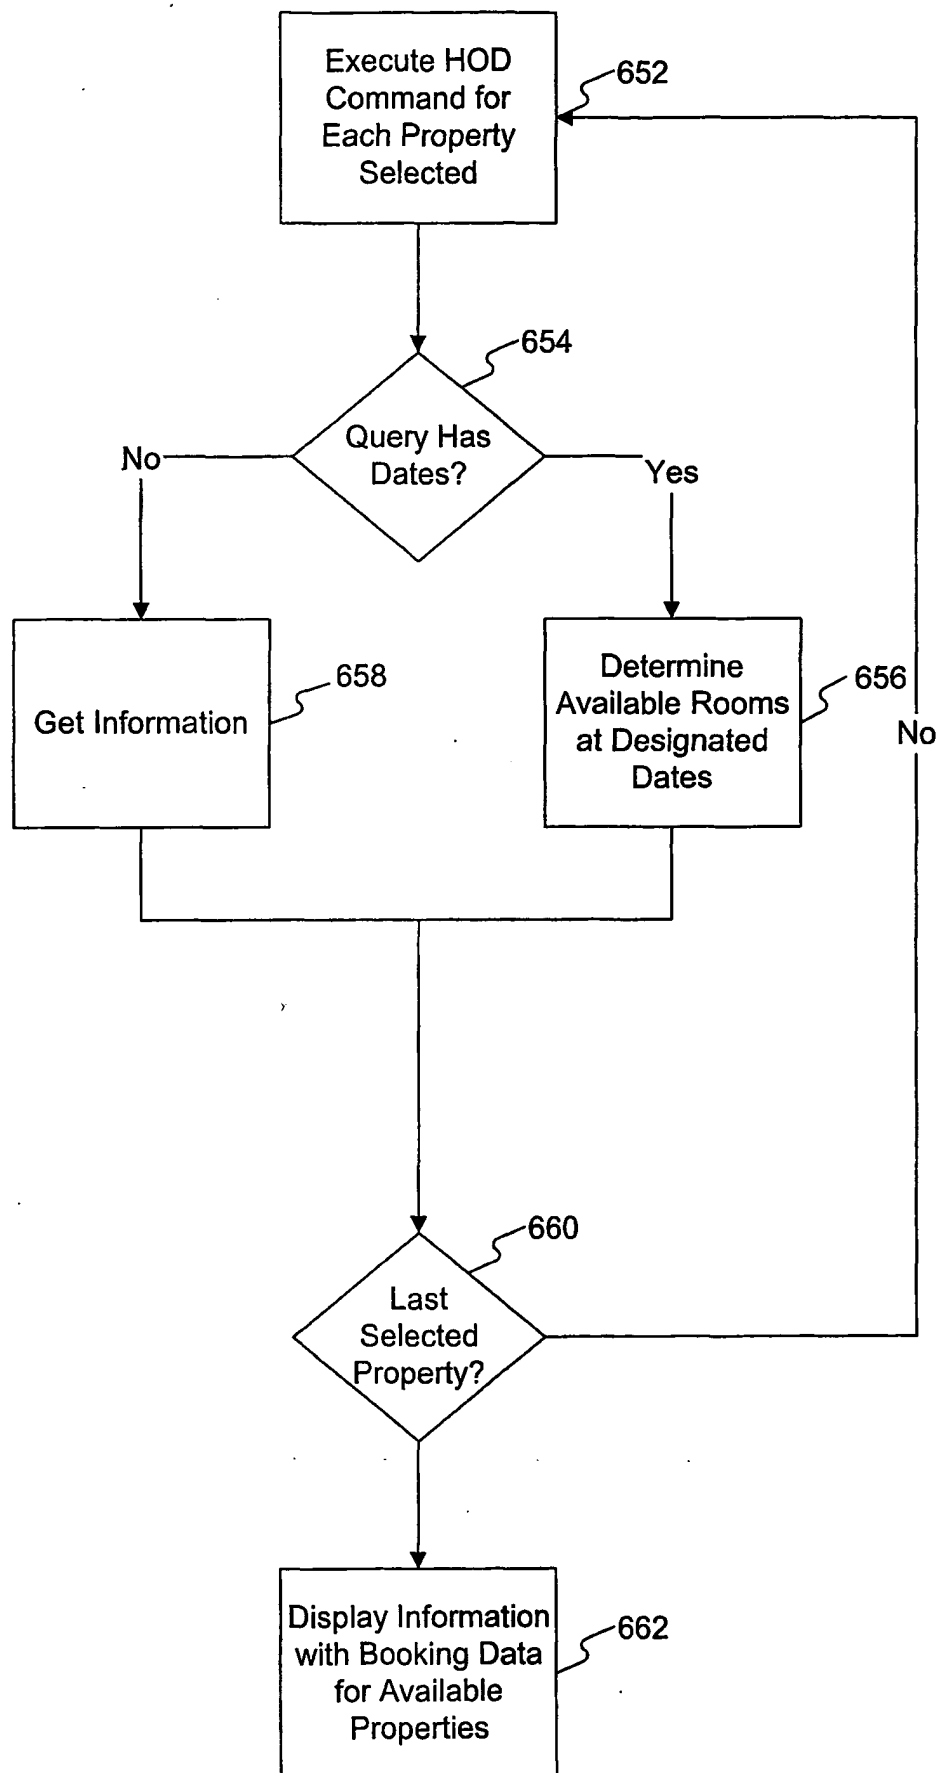 Execute HOD
Command for
Each Property
Selected
652
654
Query Has
Dates?
No
Yes
Get Information
658
Determine
Available Rooms
at Designated
Dates
656
No
660
Last
Selected
Property?
Display Information
with Booking Data
for Available
Properties
662